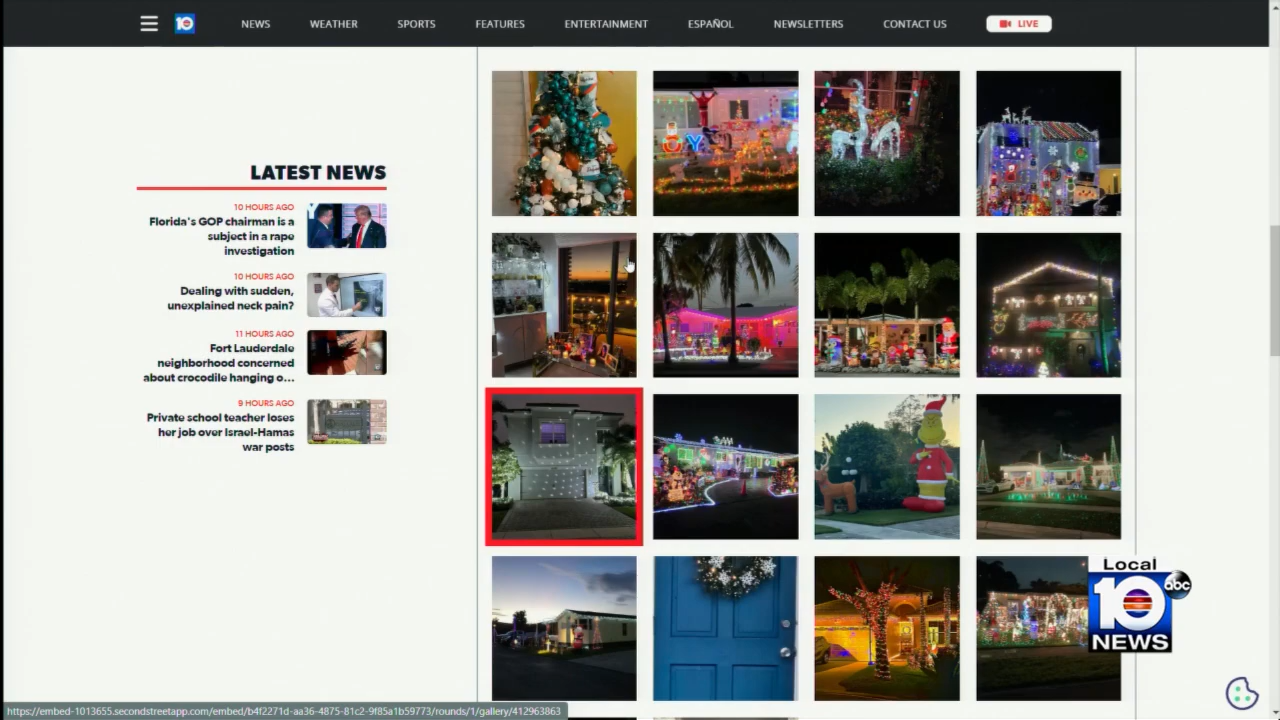 10
NEWS
WEATHER
SPORTS
FEATURES
ENTERTAINMENT
ESPAÑOL
NEWSLETTERS
CONTACT US
LIVE
LATEST NEWS
10 HOURS AGO
Florida's GOP chairman is a
subject in a rape
investigation
10 HOURS AGO
Dealing with sudden,
unexplained neck pain?
11 HOURS AGO
Fort Lauderdale
neighborhood concerned
about crocodile hanging o...
9 HOURS AGO
Private school teacher loses
her job over Israel-Hamas
war posts
Local
10
abc
NEWS
https://embed-1013655.secondstreetapp.com/embed/b4f2271d-aa36-4875-81c2-9f85a1b59773/rounds/1/gallery/412963863